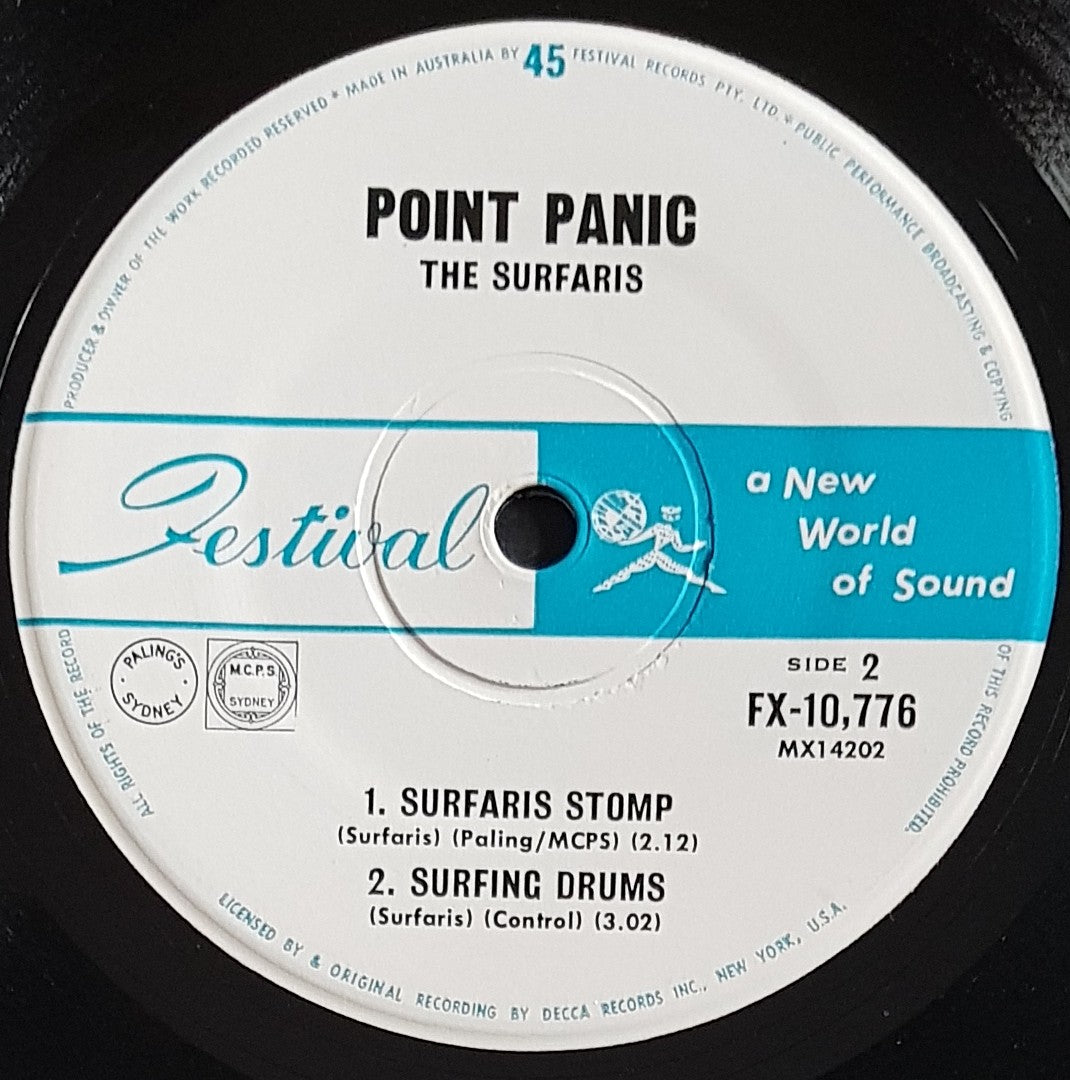 45
PRODUCER & OWNER OF THE WORK RECORDED RESERVED * MADE IN AUSTRALIA BY FESTIVAL RECORDS PTY. LTD. * PUBLIC PERFORMANCE BROADCASTING & COPYING
POINT PANIC
THE SURFARIS
Festival
a New
World
of Sound
PALING'S
SYDNEY
M.C.P.S.
SYDNEY
SIDE 2
FX-10,776
MX14202
ALL RIGHTS OF THE RECORD
OF THIS RECORD PROHIBITED.
1. SURFARIS STOMP
(Surfaris) (Paling/MCPS) (2.12)
2. SURFING DRUMS
(Surfaris) (Control) (3.02)
LICENSED BY & ORIGINAL RECORDING BY DECCA RECORDS INC., NEW YORK, U.S.A.